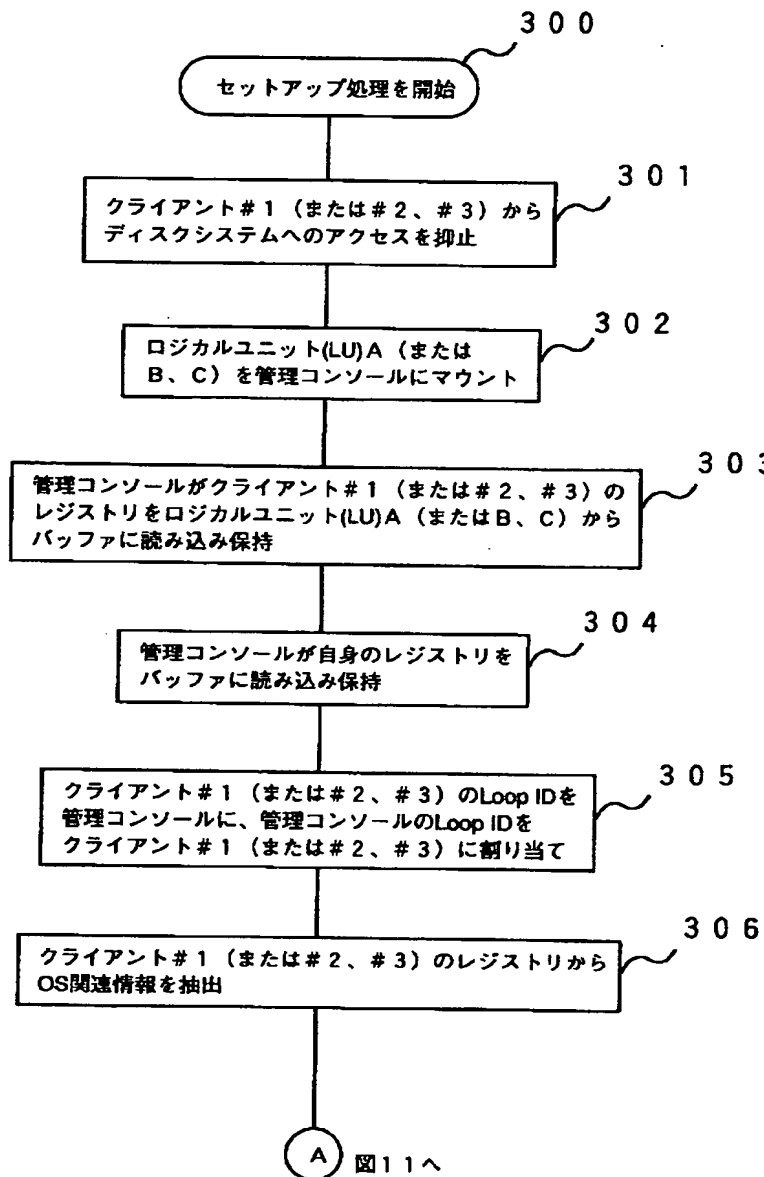 ３００
セットアップ処理を開始
３０１
クライアント＃１（または＃２、＃３）から
ディスクシステムへのアクセスを抑止
３０２
ロジカルユニット(LU)Ａ（または
Ｂ、Ｃ）を管理コンソールにマウント
３０３
管理コンソールがクライアント＃１（または＃２、＃３）の
レジストリをロジカルユニット(LU)Ａ（またはＢ、Ｃ）から
バッファに読み込み保持
３０４
管理コンソールが自身のレジストリを
バッファに読み込み保持
３０５
クライアント＃１（または＃２、＃３）のLoop IDを
管理コンソールに、管理コンソールのLoop IDを
クライアント＃１（または＃２、＃３）に割り当て
３０６
クライアント＃１（または＃２、＃３）のレジストリから
OS関連情報を抽出
Ａ 図１１へ